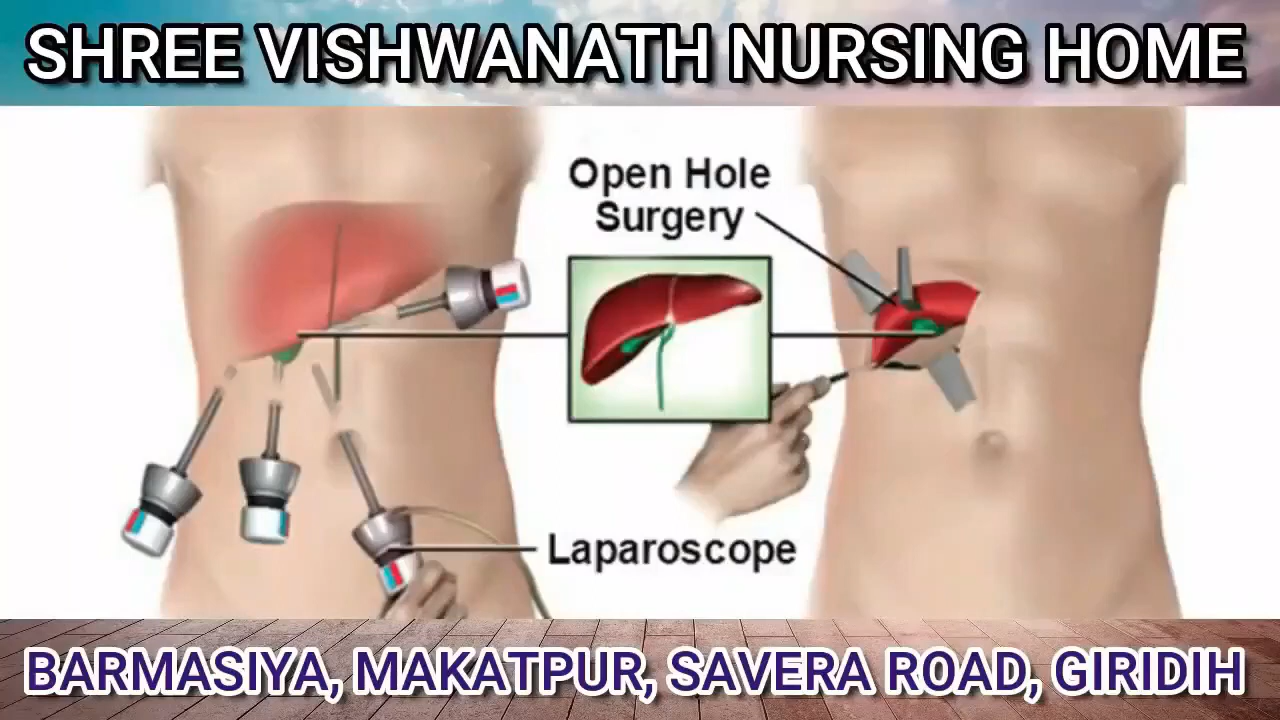 SHREE VISHWANATH NURSING HOME
Open Hole
Surgery
Laparoscope
BARMASIYA, MAKATPUR, SAVERA ROAD, GIRIDIH